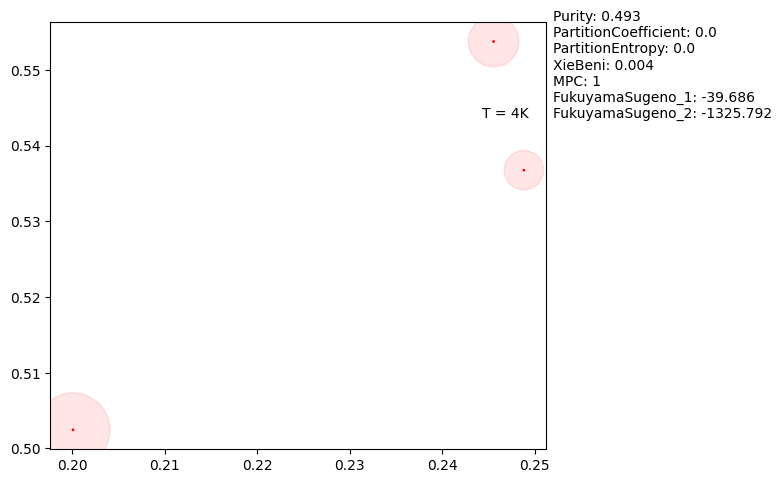 Purity: 0.493
PartitionCoefficient: 0.0
PartitionEntropy: 0.0
XieBeni: 0.004
MPC: 1
FukuyamaSugeno_1: -39.686
FukuyamaSugeno_2: -1325.792
T = 4K
0.55
0.54
0.53
0.52
0.51
0.50
0.20 0.21 0.22 0.23 0.24 0.25